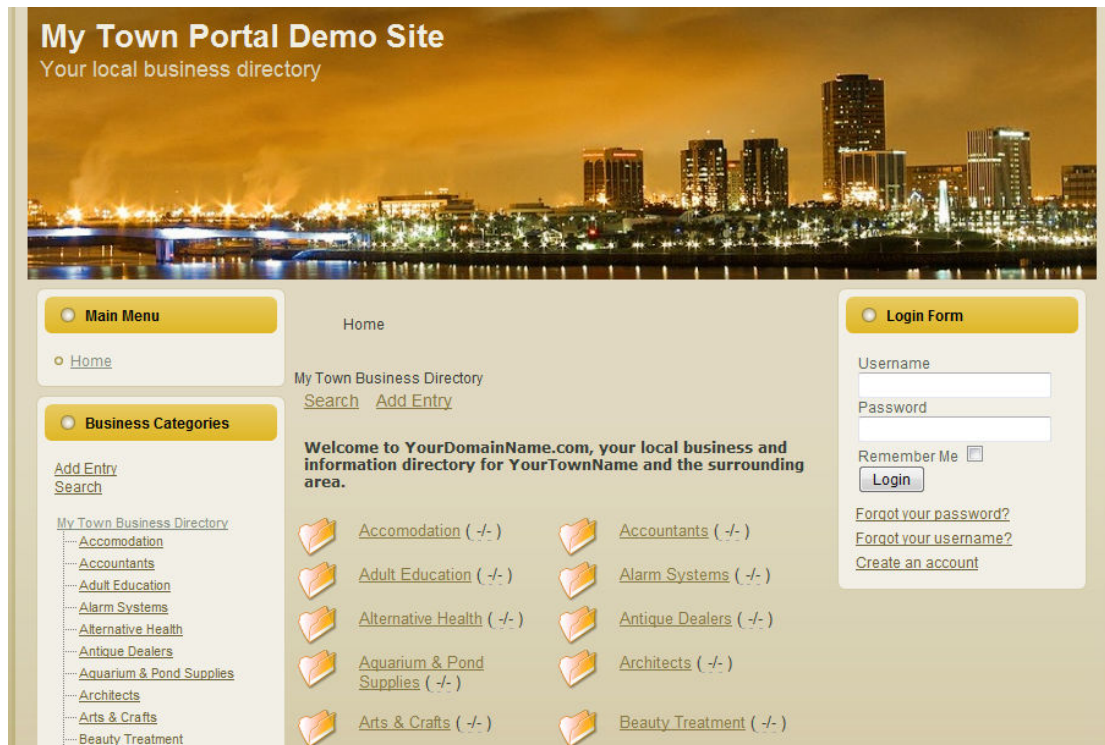 My Town Portal Demo Site
Your local business directory
Main Menu
Home
Business Categories
Add Entry
Search
My Town Business Directory
Accomodation
Accountants
Adult Education
Alarm Systems
Alternative Health
Antique Dealers
Aquarium & Pond Supplies
Architects
Arts & Crafts
Beauty Treatment
Home
My Town Business Directory
Search Add Entry
Welcome to YourDomainName.com, your local business and
information directory for YourTownName and the surrounding
area.
Accomodation ( -/- ) Accountants ( -/- )
Adult Education ( -/- ) Alarm Systems ( -/- )
Alternative Health ( -/- ) Antique Dealers ( -/- )
Aquarium & Pond Architects ( -/- )
Supplies ( -/- )
Arts & Crafts ( -/- ) Beauty Treatment ( -/- )
Login Form
Username
Password
Remember Me
Login
Forgot your password?
Forgot your username?
Create an account